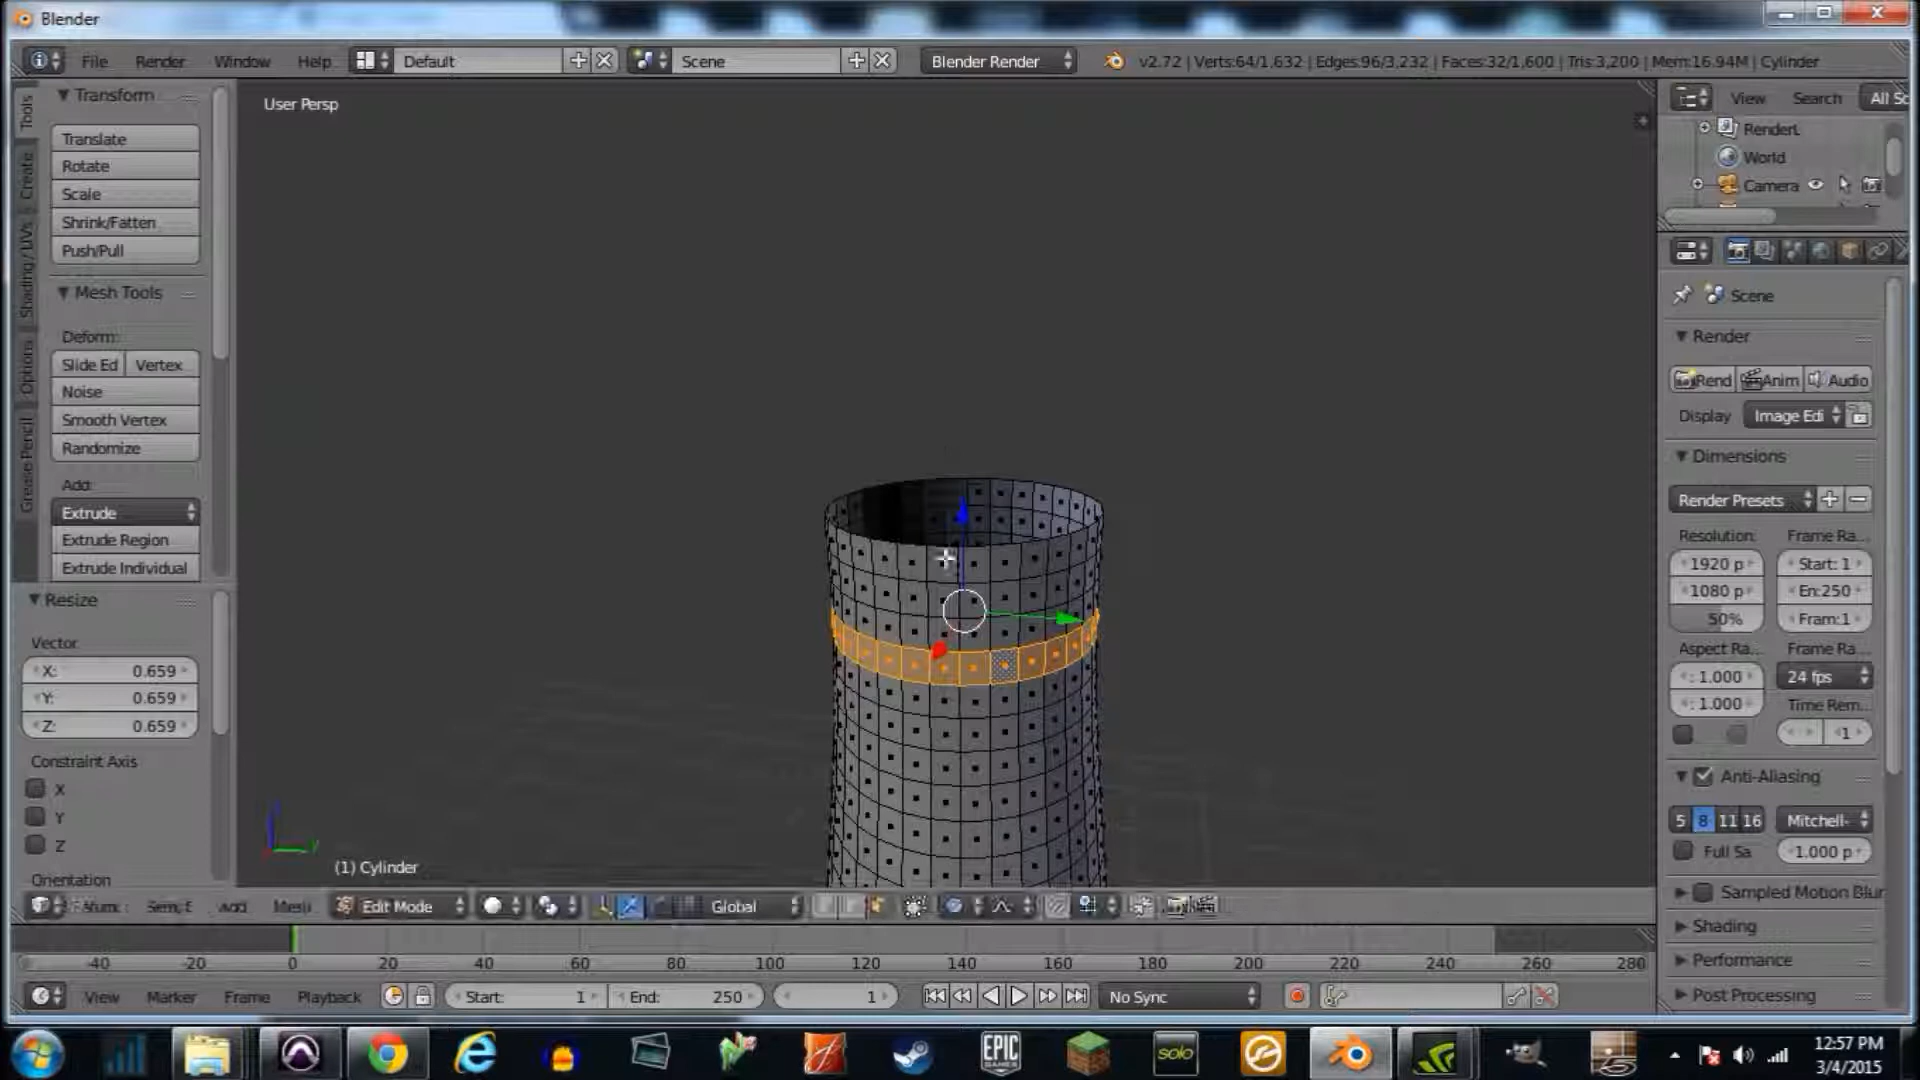 Blender
File Render Window Help Default Scene Blender Render v2.72 | Verts:64/1,632 | Edges:96/3,232 | Faces:32/1,600 | Tris:3,200 | Mem:16.94M | Cylinder
Tools
Create
Shading / UVs
Options
Grease Pencil
Transform
Translate
Rotate
Scale
Shrink/Fatten
Push/Pull
Mesh Tools
Deform:
Slide Ed Vertex
Noise
Smooth Vertex
Randomize
Add:
Extrude
Extrude Region
Extrude Individual
Resize
Vector
X: 0.659
Y: 0.659
Z: 0.659
Constraint Axis
X
Y
Z
Orientation
User Persp
(1) Cylinder
Add Mesh Edit Mode Global
-40 -20 0 20 40 60 80 100 120 140 160 180 200 220 240 260 280
View Marker Frame Playback Start: 1 End: 250 1 No Sync
View Search All Sc
RenderL
World
Camera
Scene
Render
Rend Anim Audio
Display Image Edi
Dimensions
Render Presets
Resolution: Frame Ra...
1920 p Start: 1
1080 p En:250
50% Fram:1
Aspect Ra... Frame Ra...
: 1.000 24 fps
: 1.000 Time Rem...
1
Anti-Aliasing
5 8 11 16 Mitchell-
Full Sa 1.000 p
Sampled Motion Blur
Shading
Performance
Post Processing
EPIC GAMES
solo
12:57 PM
3/4/2015